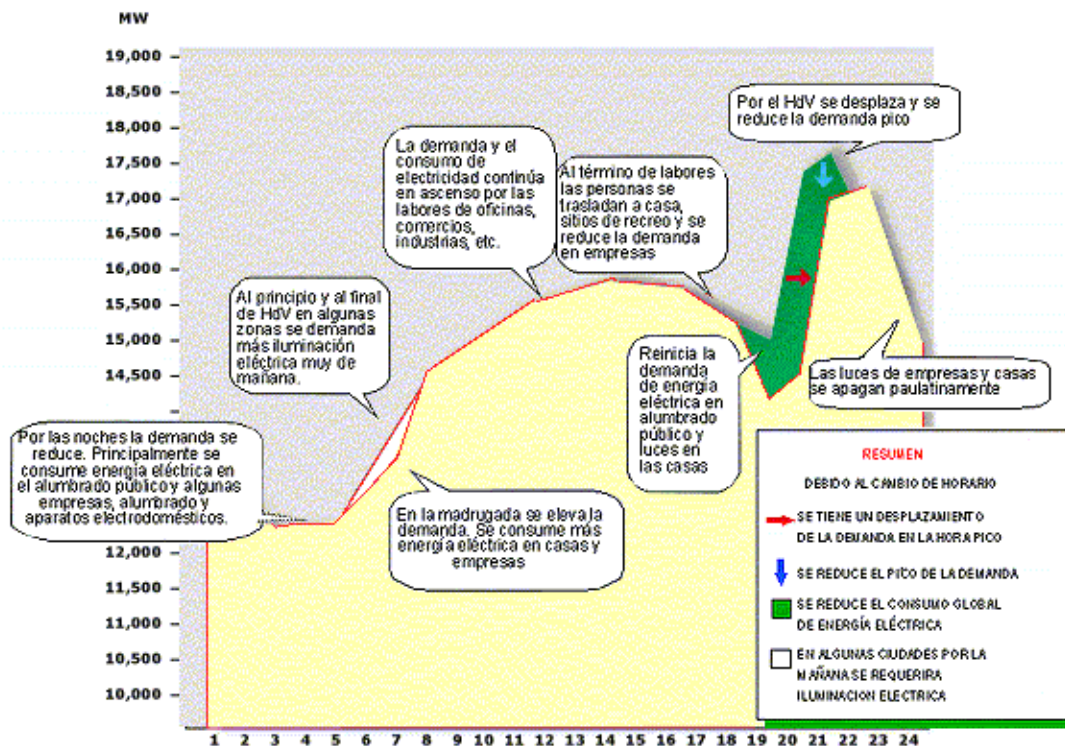 MW
19,000
18,500
18,000
17,500
17,000
16,500
16,000
15,500
15,000
14,500
12,000
11,500
11,000
10,500
10,000
Por el HdV se desplaza y se
reduce la demanda pico
La demanda y el
consumo de
electricidad continúa
en ascenso por las
labores de oficinas,
comercios,
industrias, etc.
Al término de labores
las personas se
trasladan a casa,
sitios de recreo y se
reduce la demanda
en empresas
Al principio y al final
de HdV en algunas
zonas se demanda
más iluminación
eléctrica muy de
mañana.
Reinicia la
demanda
de energía
eléctrica en
alumbrado
público y
luces en
las casas
Las luces de empresas y casas
se apagan paulatinamente
Por las noches la demanda se
reduce. Principalmente se
consume energía eléctrica en
el alumbrado público y algunas
empresas, alumbrado y
aparatos electrodomésticos.
En la madrugada se eleva la
demanda. Se consume más
energía eléctrica en casas y
empresas
RESUMEN
DEBIDO AL CAMBIO DE HORARIO
SE TIENE UN DESPLAZAMIENTO
DE LA DEMANDA EN LA HORA PICO
SE REDUCE EL PICO DE LA DEMANDA
SE REDUCE EL CONSUMO GLOBAL
DE ENERGÍA ELÉCTRICA
EN ALGUNAS CIUDADES POR LA
MAÑANA SE REQUERIRA
ILUMINACION ELECTRICA
1 2 4 5 6 7 8 9 10 11 12 13 14 15 16 17 18 19 20 21 22 23 24